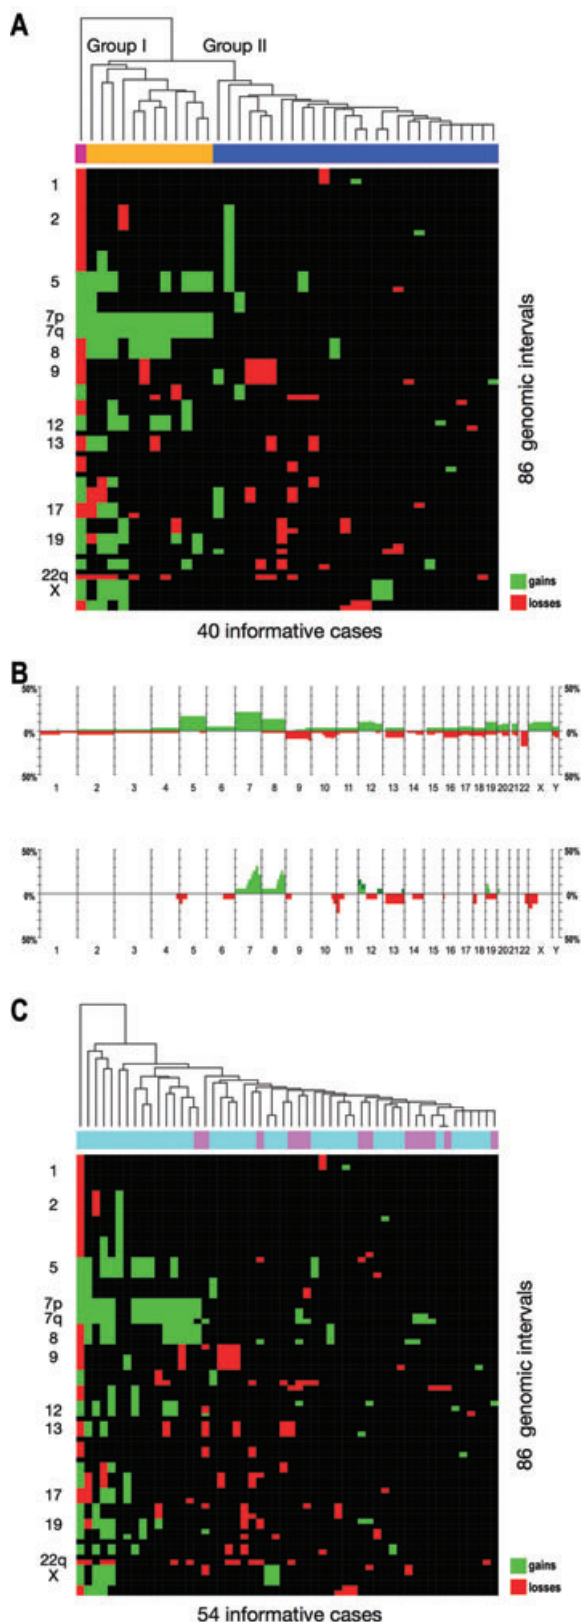 A
Group I Group II
1
2
5
7p
7q
8
9
12
13
17
19
22q
X
86 genomic intervals
gains
losses
40 informative cases
B
50% 50%
0% 0%
50% 50%
1 2 3 4 5 6 7 8 9 10 11 12 13 14 15 16 17 18 19 20 21 22 X Y
50% 50%
0% 0%
50% 50%
1 2 3 4 5 6 7 8 9 10 11 12 13 14 15 16 17 18 19 20 21 22 X Y
C
1
2
5
7p
7q
8
9
12
13
17
19
22q
X
86 genomic intervals
gains
losses
54 informative cases